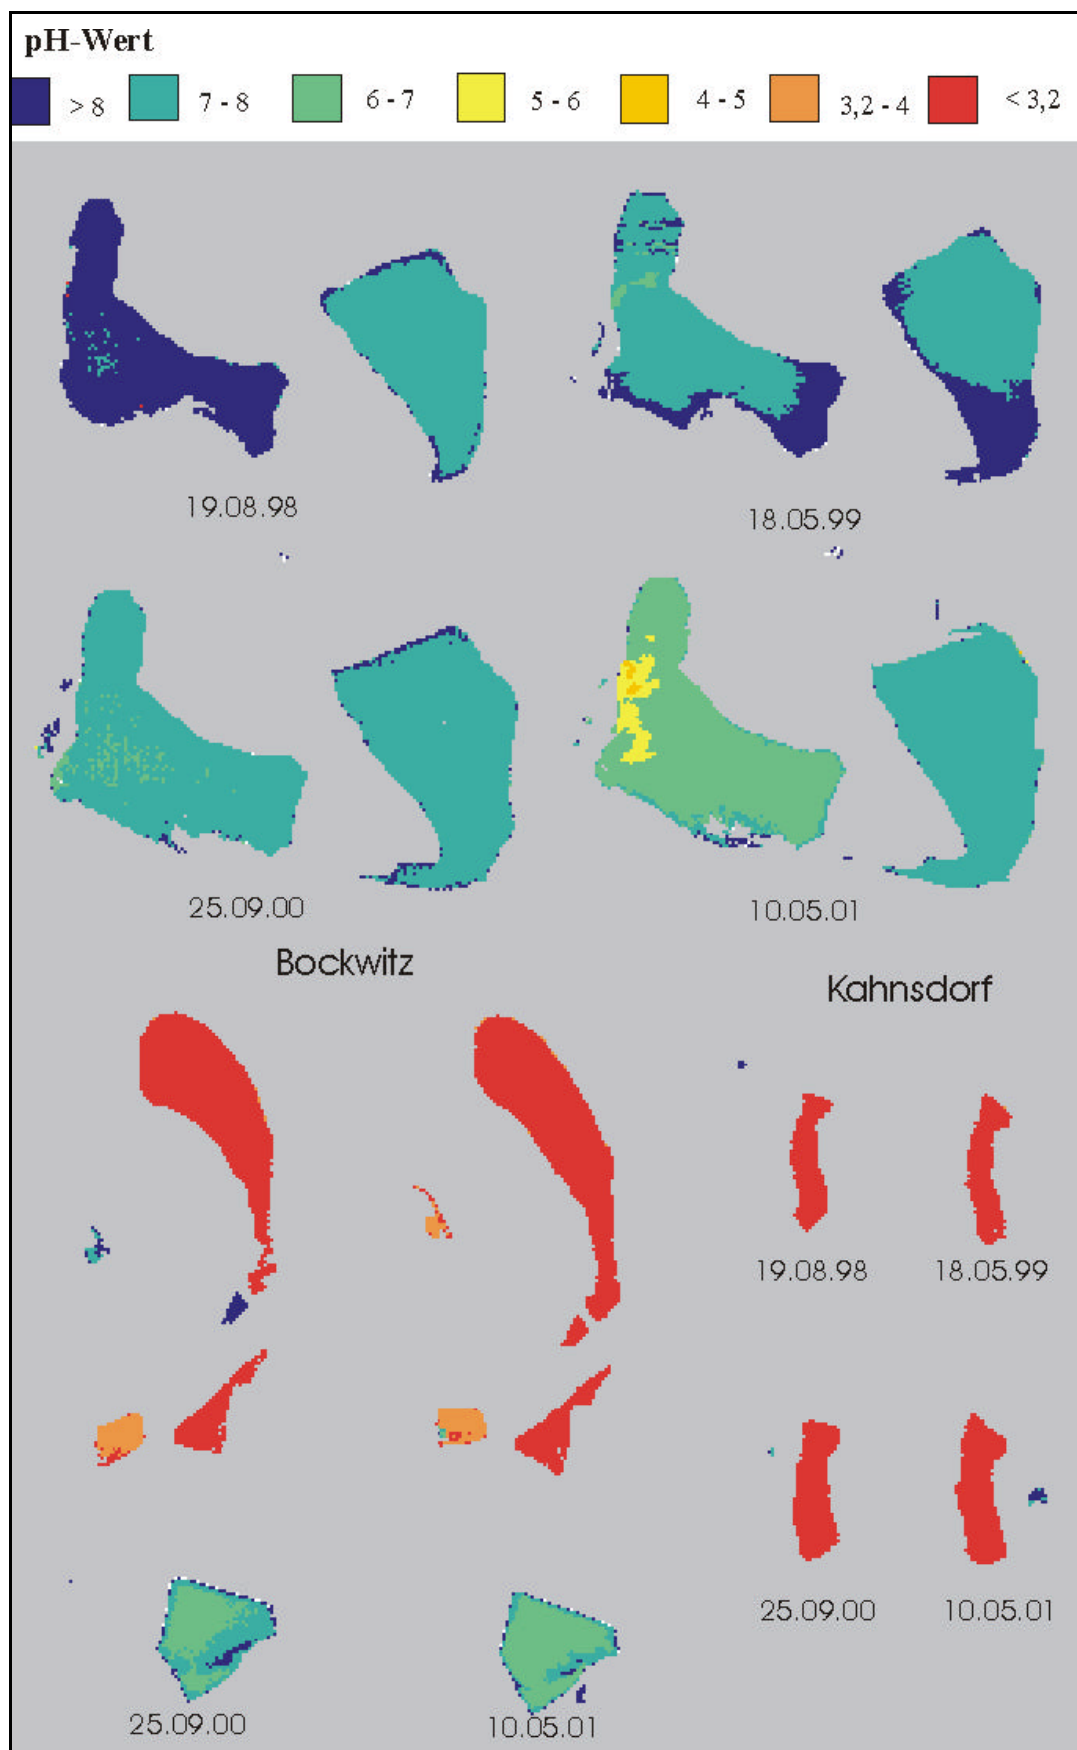 pH-Wert
> 8 7 - 8 6 - 7 5 - 6 4 - 5 3,2 - 4 < 3,2
19.08.98
18.05.99
25.09.00
10.05.01
Bockwitz
Kahnsdorf
19.08.98 18.05.99
25.09.00 10.05.01
25.09.00 10.05.01